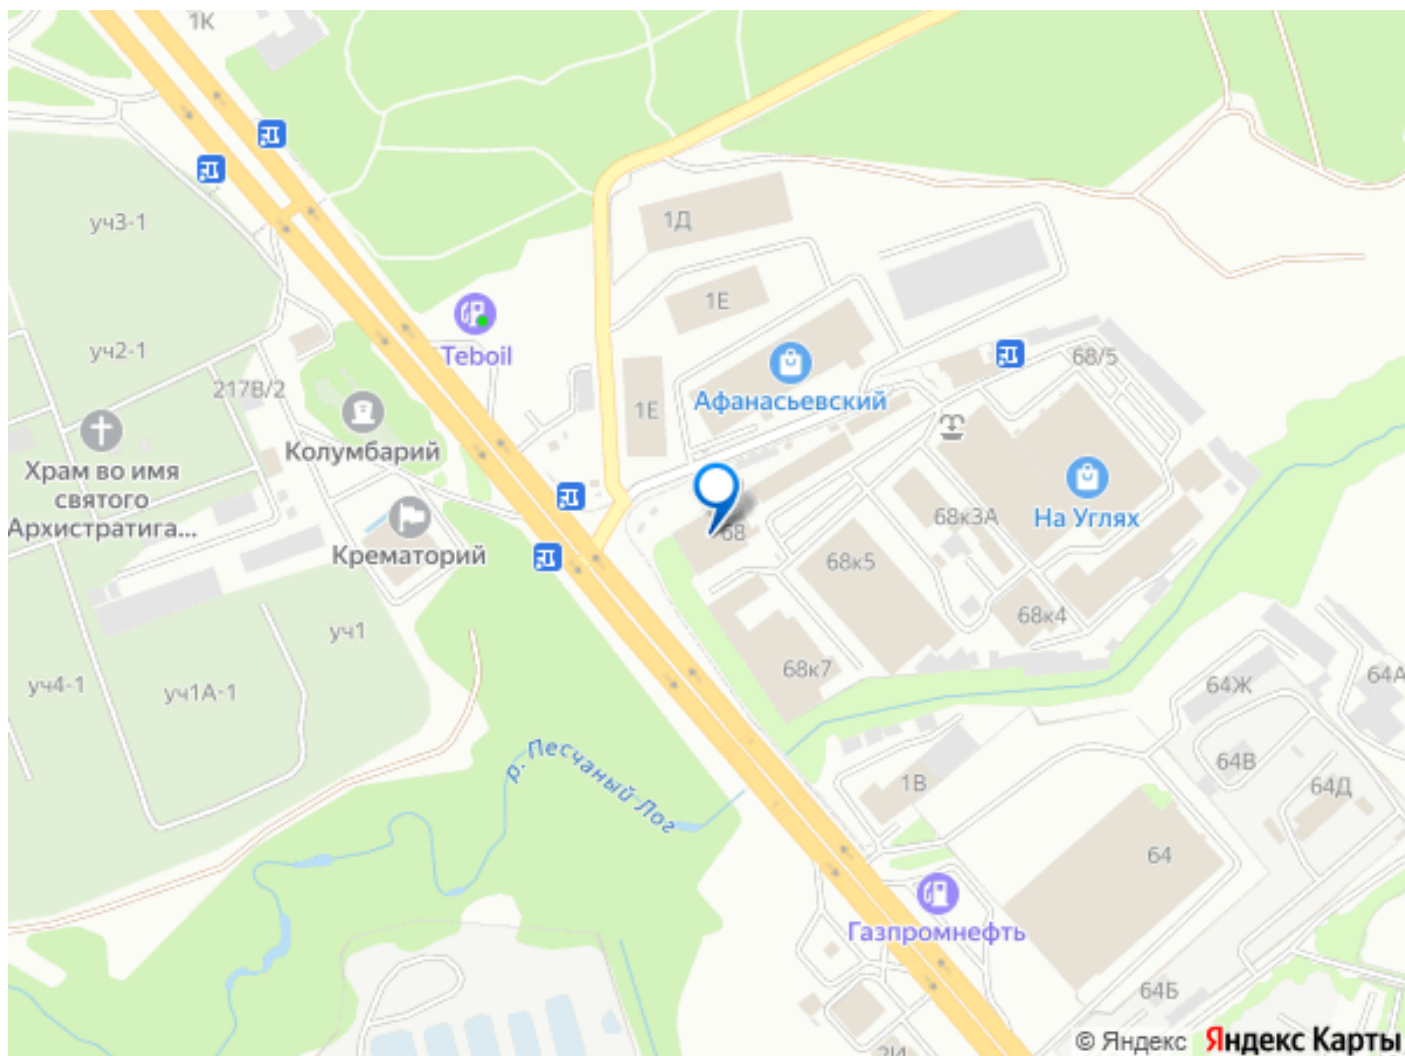 1К
уч3-1
1Д
1Е
уч2-1
Teboil
68/5
217В/2
1Е
Афанасьевский
Колумбарий
Храм во имя
святого
Архистратига...
На Углях
68к3А
68
Крематорий
68к5
68к4
уч1
68к7
64А
уч4-1
уч1А-1
64Ж
р. Песчаный Лог
64В
1В
64Д
64
Газпромнефть
64Б
© Яндекс Яндекс Карты